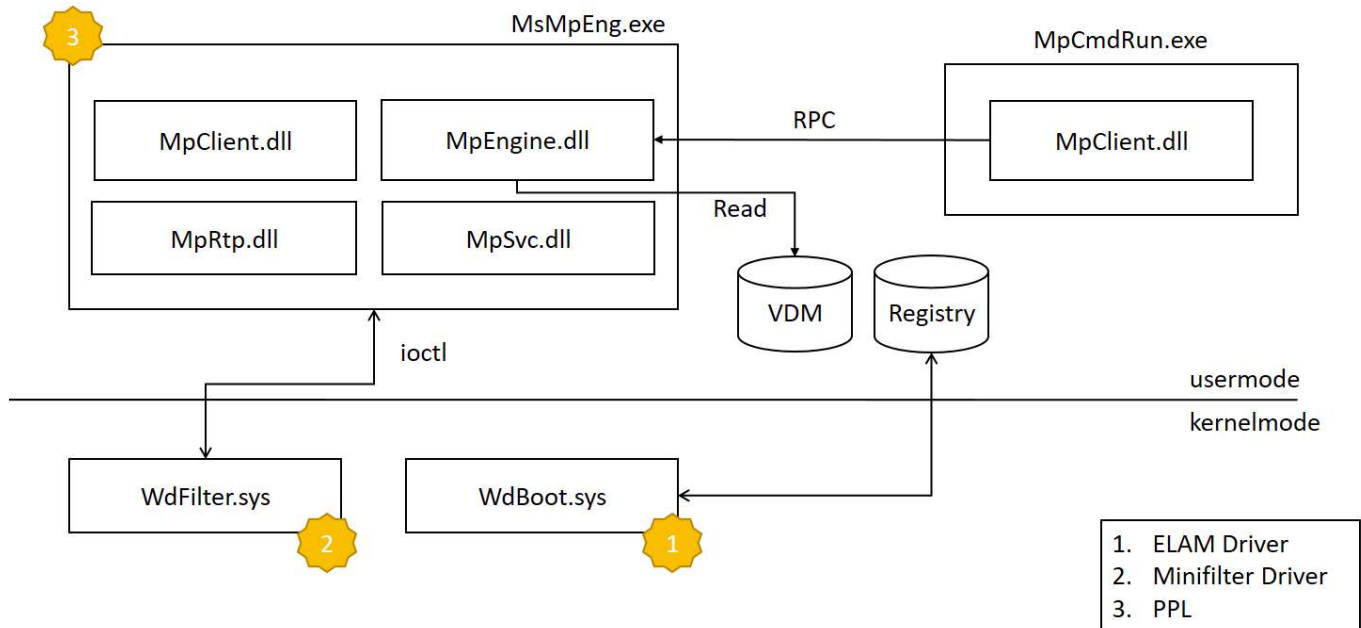 3
MsMpEng.exe
MpCmdRun.exe
MpClient.dll
MpEngine.dll
RPC
MpClient.dll
Read
MpRtp.dll
MpSvc.dll
VDM
Registry
ioctl
usermode
kernelmode
WdFilter.sys
2
WdBoot.sys
1
1. ELAM Driver
2. Minifilter Driver
3. PPL